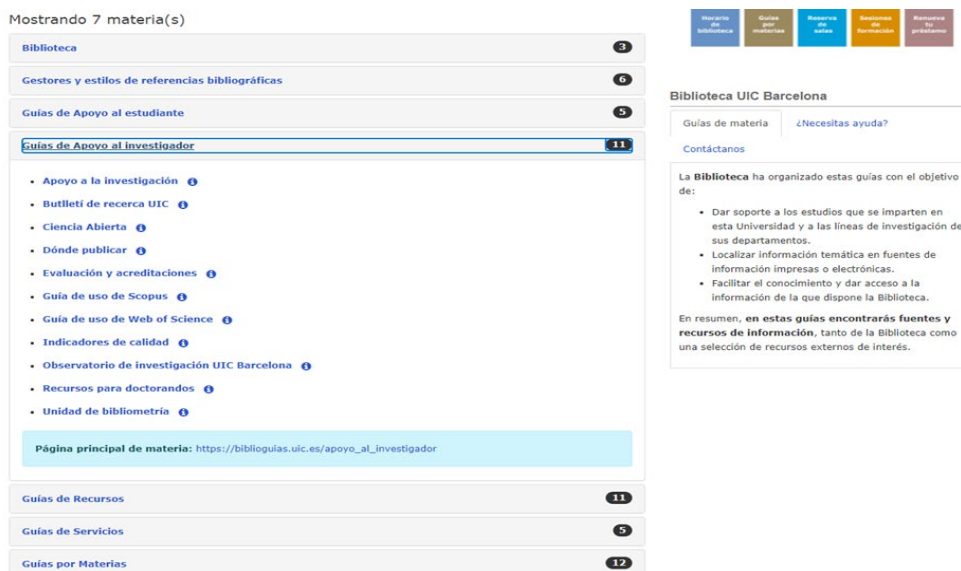 Mostrando 7 materia(s)
Biblioteca 3
Gestores y estilos de referencias bibliográficas 6
Guías de Apoyo al estudiante 5
Guías de Apoyo al investigador 11
Apoyo a la investigación
Butlletí de recerca UIC
Ciencia Abierta
Dónde publicar
Evaluación y acreditaciones
Guía de uso de Scopus
Guía de uso de Web of Science
Indicadores de calidad
Observatorio de investigación UIC Barcelona
Recursos para doctorandos
Unidad de bibliometría
Página principal de materia: https://biblioguias.uic.es/apoyo_al_investigador
Guías de Recursos 11
Guías de Servicios 5
Guías por Materias 12
Horario
de
biblioteca
Guías
por
materias
Reserva
de
salas
Sesiones
de
formación
Renueva
tu
préstamo
Biblioteca UIC Barcelona
Guías de materia
¿Necesitas ayuda?
Contáctanos
La Biblioteca ha organizado estas guías con el objetivo
de:
Dar soporte a los estudios que se imparten en
esta Universidad y a las líneas de investigación de
sus departamentos.
Localizar información temática en fuentes de
información impresas o electrónicas.
Facilitar el conocimiento y dar acceso a la
información de la que dispone la Biblioteca.
En resumen, en estas guías encontrarás fuentes y
recursos de información, tanto de la Biblioteca como
una selección de recursos externos de interés.